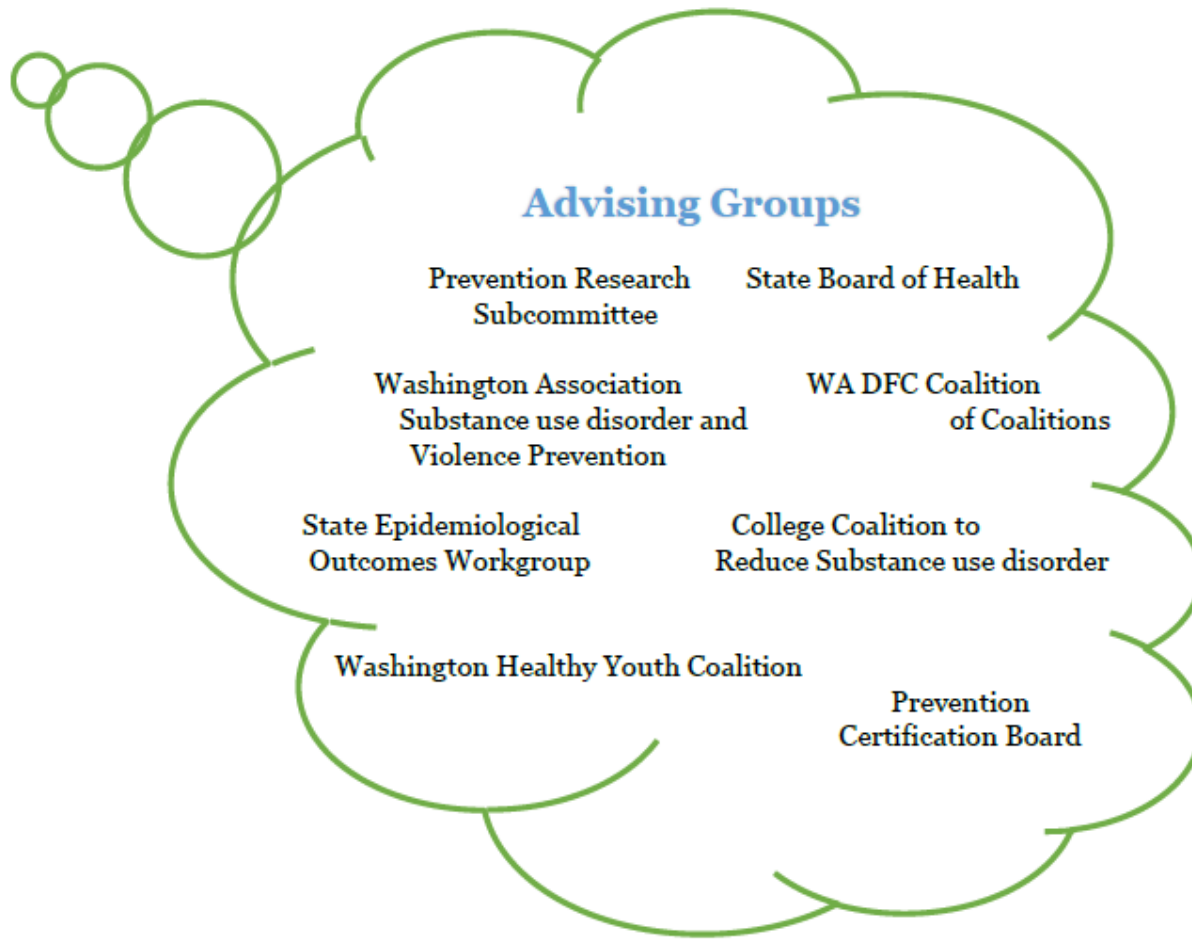 Advising Groups
Prevention Research
Subcommittee
State Board of Health
Washington Association
Substance use disorder and
Violence Prevention
WA DFC Coalition
of Coalitions
State Epidemiological
Outcomes Workgroup
College Coalition to
Reduce Substance use disorder
Washington Healthy Youth Coalition
Prevention
Certification Board